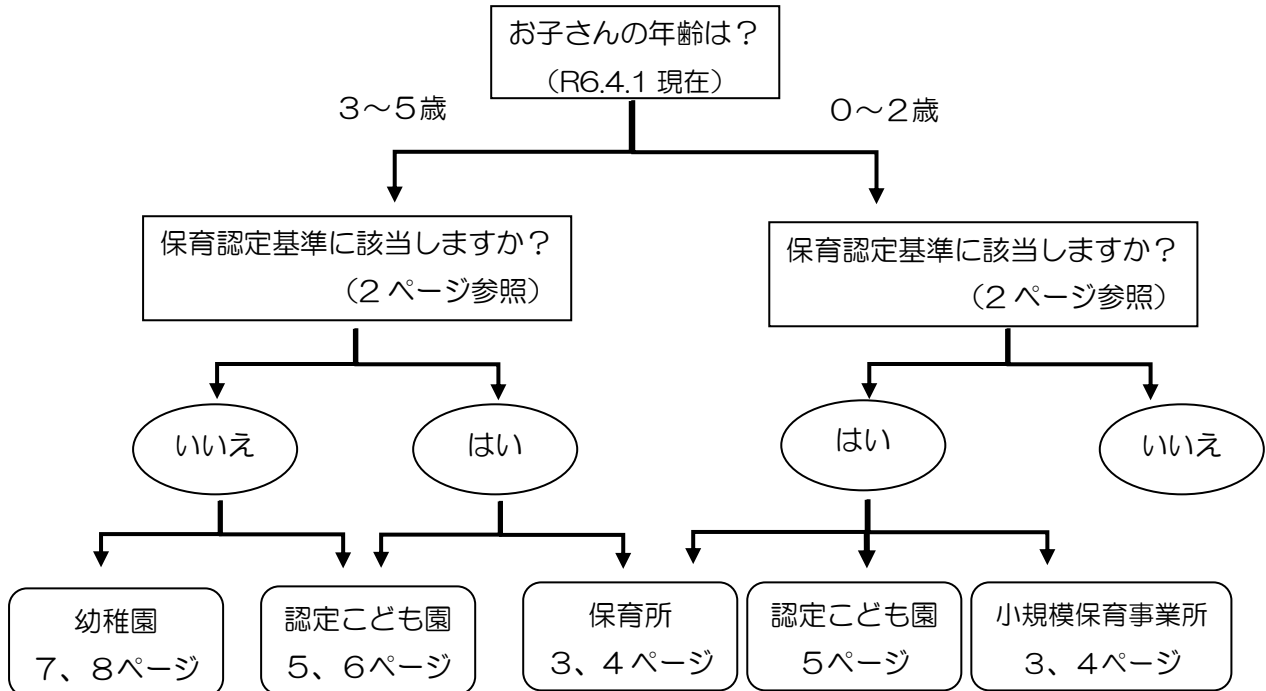 お子さんの年齢は?
(R6.4.1 現在)
3~5歳
0~2歳
保育認定基準に該当しますか?
(2 ページ参照)
保育認定基準に該当しますか?
(2 ページ参照)
いいえ
はい
はい
いいえ
幼稚園
7、8ページ
認定こども園
5、6ページ
保育所
3、4ページ
認定こども園
5ページ
小規模保育事業所
3、4ページ